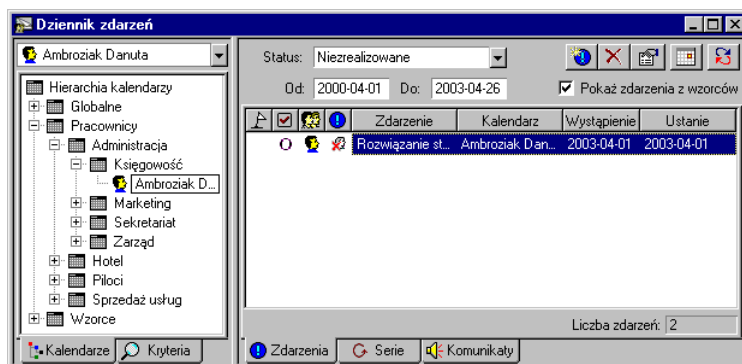 Dziennik zdarzeń
Ambroziak Danuta
Status: Niezrealizowane
Od: 2000-04-01 Do: 2003-04-26
Pokaż zdarzenia z wzorców
Hierarchia kalendarzy
Globalne
Pracownicy
Administracja
Księgowość
Ambroziak D...
Marketing
Sekretariat
Zarząd
Hotel
Piloci
Sprzedaż usług
Wzorce
Kalendarze Kryteria
Zdarzenie Kalendarz Wystąpienie Ustanie
Rozwiązanie st... Ambroziak Dan... 2003-04-01 2003-04-01
Liczba zdarzeń: 2
Zdarzenia Serie Komunikaty